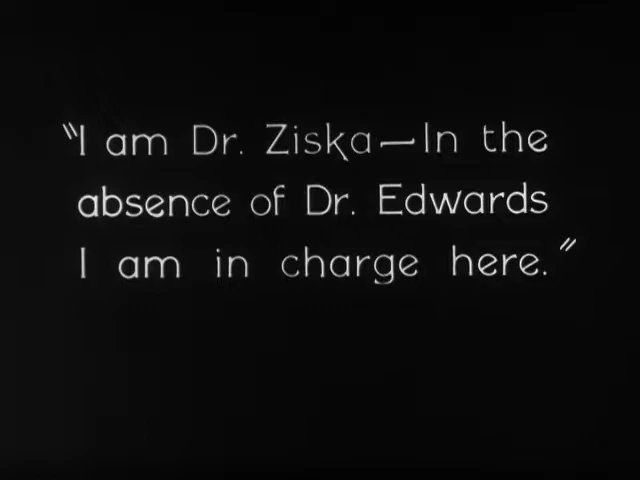 "I am Dr. Ziska—In the
absence of Dr. Edwards
I am in charge here."